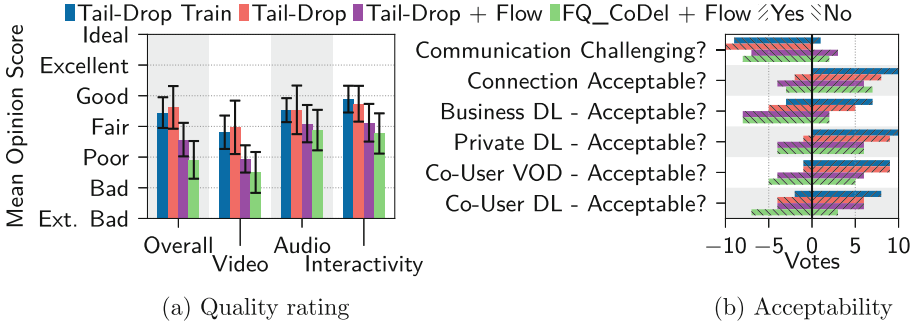 Tail-Drop Train Tail-Drop Tail-Drop + Flow FQ_CoDel + Flow Yes No
Mean Opinion Score
Ideal
Excellent
Good
Fair
Poor
Bad
Ext. Bad
Overall
Video
Audio
Interactivity
(a) Quality rating
Communication Challenging?
Connection Acceptable?
Business DL - Acceptable?
Private DL - Acceptable?
Co-User VOD - Acceptable?
Co-User DL - Acceptable?
−10 −5 0 5 10
Votes
(b) Acceptability